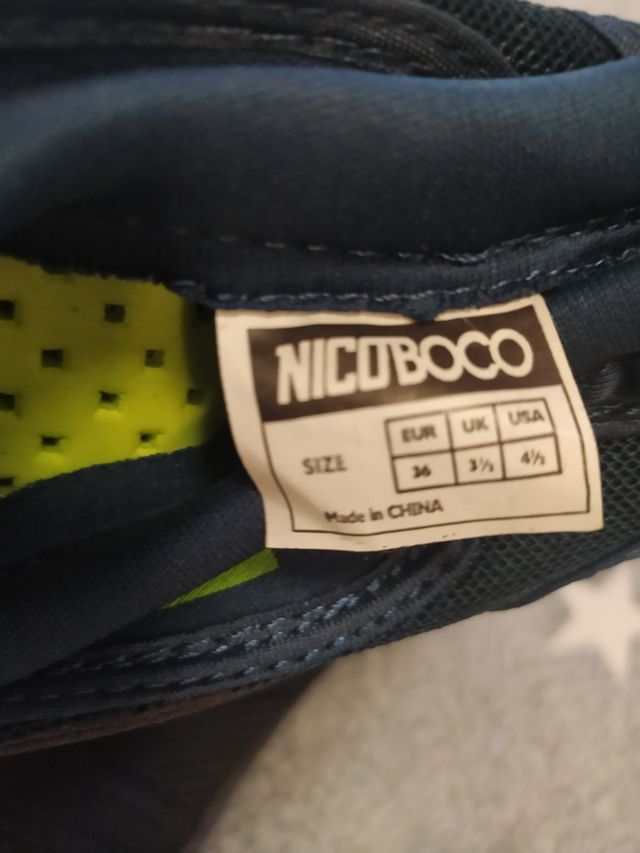 NICOBOCO
EUR UK USA
SIZE 36 3½ 4½
Made in CHINA